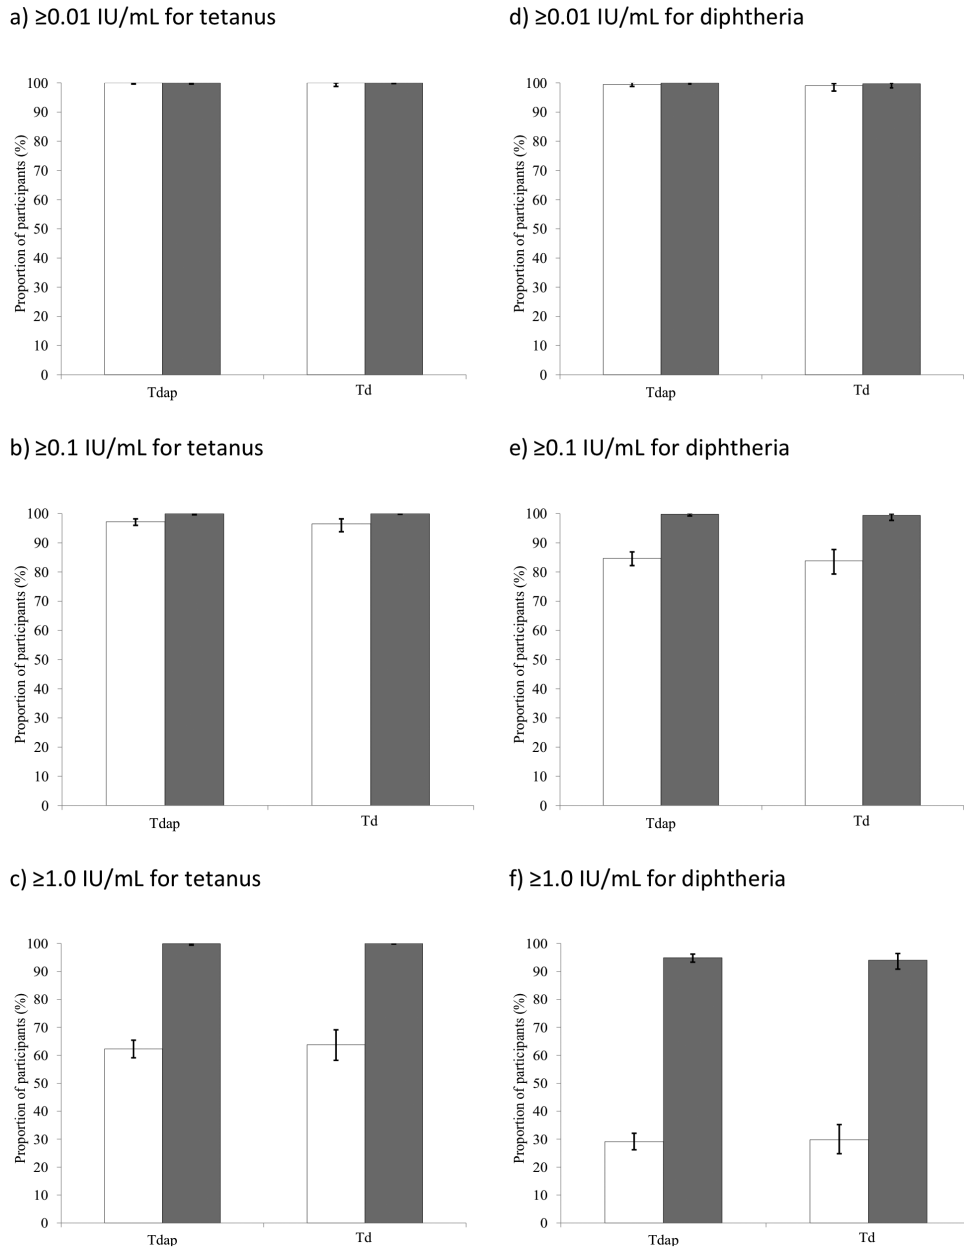 a) ≥0.01 IU/mL for tetanus
Proportion of participants (%)
100
90
80
70
60
50
40
30
20
10
0
Tdap
Td
d) ≥0.01 IU/mL for diphtheria
Proportion of participants (%)
100
90
80
70
60
50
40
30
20
10
0
Tdap
Td
b) ≥0.1 IU/mL for tetanus
Proportion of participants (%)
100
90
80
70
60
50
40
30
20
10
0
Tdap
Td
e) ≥0.1 IU/mL for diphtheria
Proportion of participants (%)
100
90
80
70
60
50
40
30
20
10
0
Tdap
Td
c) ≥1.0 IU/mL for tetanus
Proportion of participants (%)
100
90
80
70
60
50
40
30
20
10
0
Tdap
Td
f) ≥1.0 IU/mL for diphtheria
Proportion of participants (%)
100
90
80
70
60
50
40
30
20
10
0
Tdap
Td